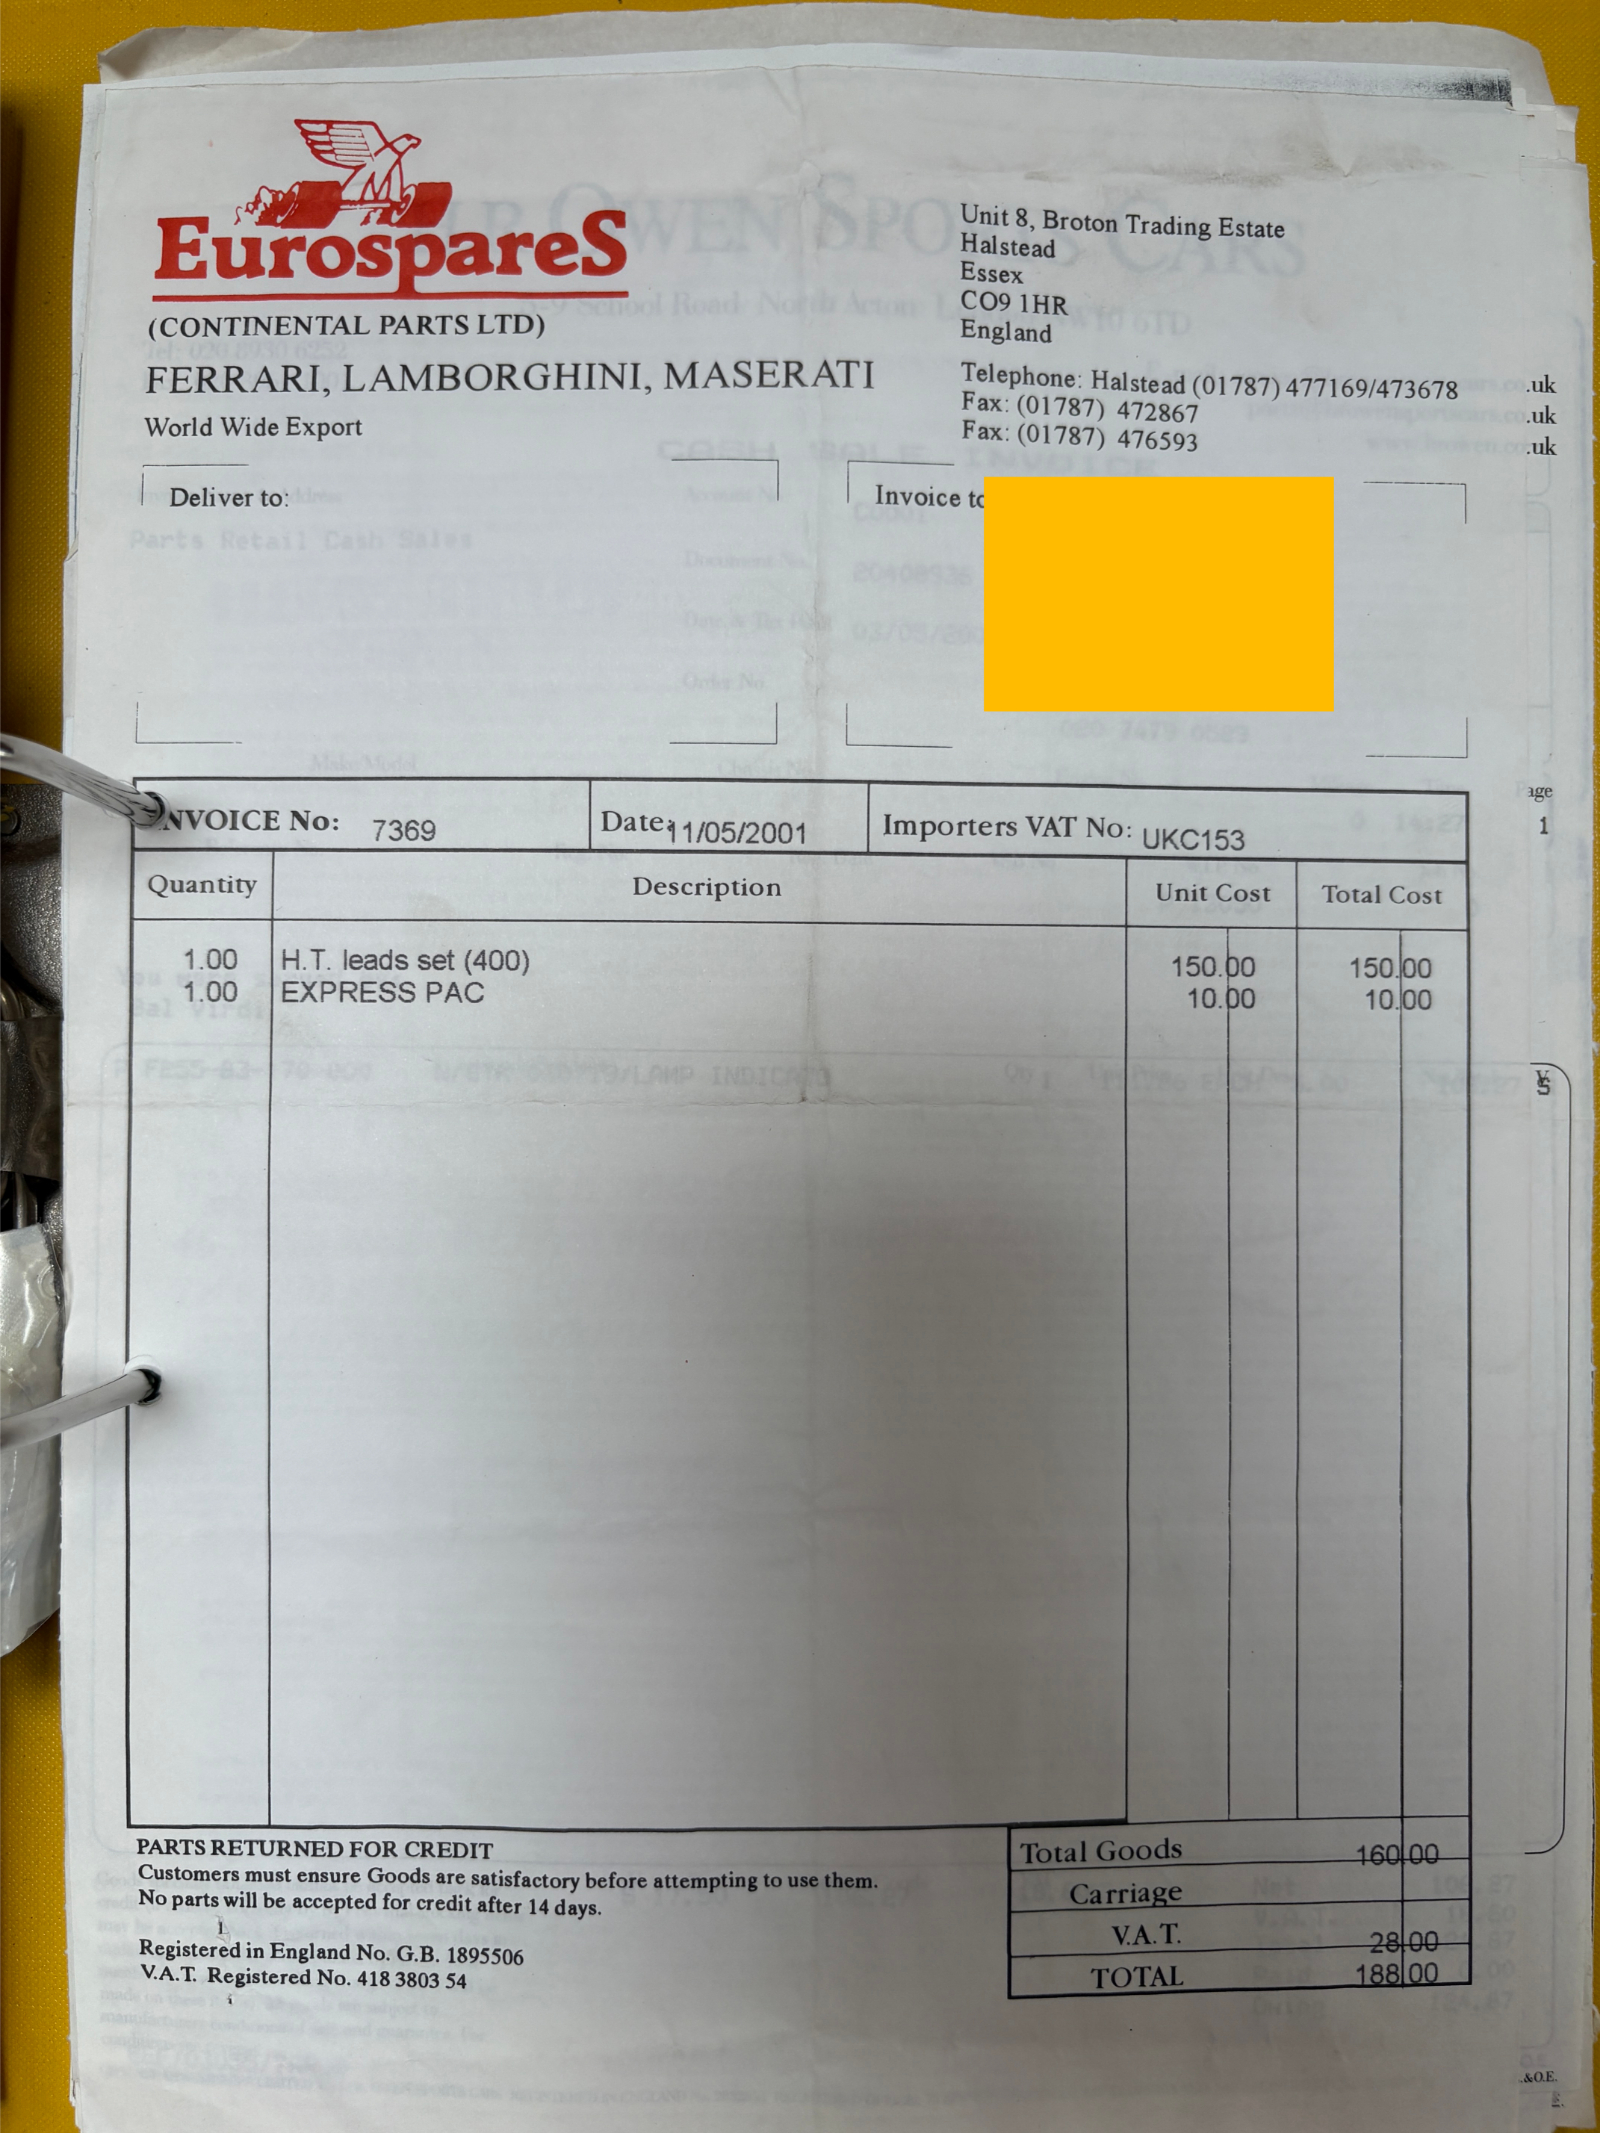 EurospareS
(CONTINENTAL PARTS LTD)
FERRARI, LAMBORGHINI, MASERATI
World Wide Export
Unit 8, Broton Trading Estate
Halstead
Essex
CO9 1HR
England
Telephone: Halstead (01787) 477169/473678
Fax: (01787) 472867
Fax: (01787) 476593
.uk
.uk
.uk
Deliver to:
Invoice to
INVOICE No: 7369 Date: 11/05/2001 Importers VAT No: UKC153
age
1
Quantity Description Unit Cost Total Cost
1.00 H.T. leads set (400) 150.00 150.00
1.00 EXPRESS PAC 10.00 10.00
PARTS RETURNED FOR CREDIT
Customers must ensure Goods are satisfactory before attempting to use them.
No parts will be accepted for credit after 14 days.
Registered in England No. G.B. 1895506
V.A.T. Registered No. 418 3803 54
Total Goods 160.00
Carriage
V.A.T. 28.00
TOTAL 188.00
.&O.E.